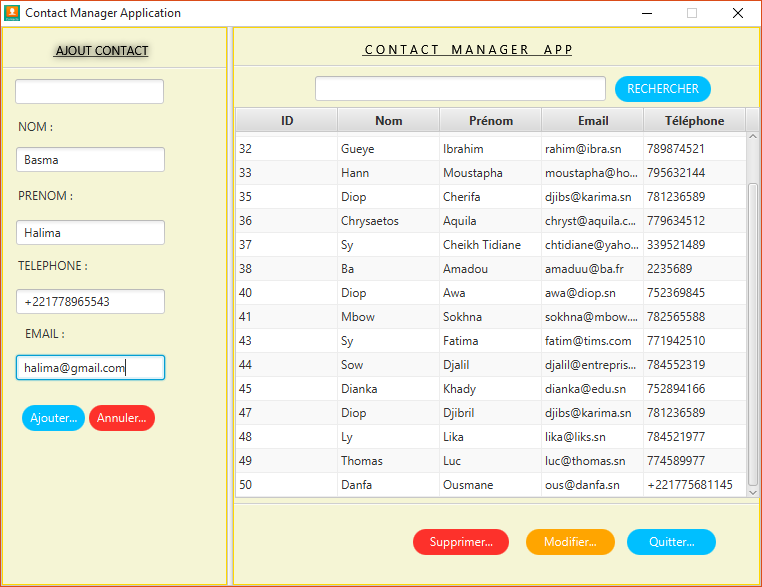 Contact Manager Application
AJOUT CONTACT
NOM :
Basma
PRENOM :
Halima
TELEPHONE :
+221778965543
EMAIL :
halima@gmail.com
Ajouter... Annuler...
CONTACT MANAGER APP
RECHERCHER
ID Nom Prénom Email Téléphone
32 Gueye Ibrahim rahim@ibra.sn 789874521
33 Hann Moustapha moustapha@ho... 795632144
35 Diop Cherifa djibs@karima.sn 781236589
36 Chrysaetos Aquila chryst@aquila.c... 779634512
37 Sy Cheikh Tidiane chtidiane@yaho... 339521489
38 Ba Amadou amaduu@ba.fr 2235689
40 Diop Awa awa@diop.sn 752369845
41 Mbow Sokhna sokhna@mbow.... 782565588
43 Sy Fatima fatim@tims.com 771942510
44 Sow Djalil djalil@entrepris... 784552319
45 Dianka Khady dianka@edu.sn 752894166
47 Diop Djibril djibs@karima.sn 781236589
48 Ly Lika lika@liks.sn 784521977
49 Thomas Luc luc@thomas.sn 774589977
50 Danfa Ousmane ous@danfa.sn +221775681145
Supprimer... Modifier... Quitter...